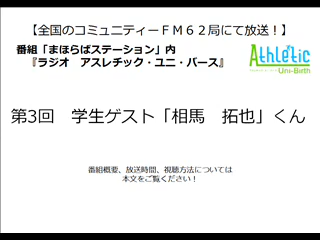 【全国のコミュニティーＦＭ６２局にて放送！】
番組「まほらばステーション」内
『ラジオ　アスレチック・ユニ・バース』
Athletic
Uni-Birth
第3回　学生ゲスト「相馬　拓也」くん
番組概要、放送時間、視聴方法については
本文をご覧ください！